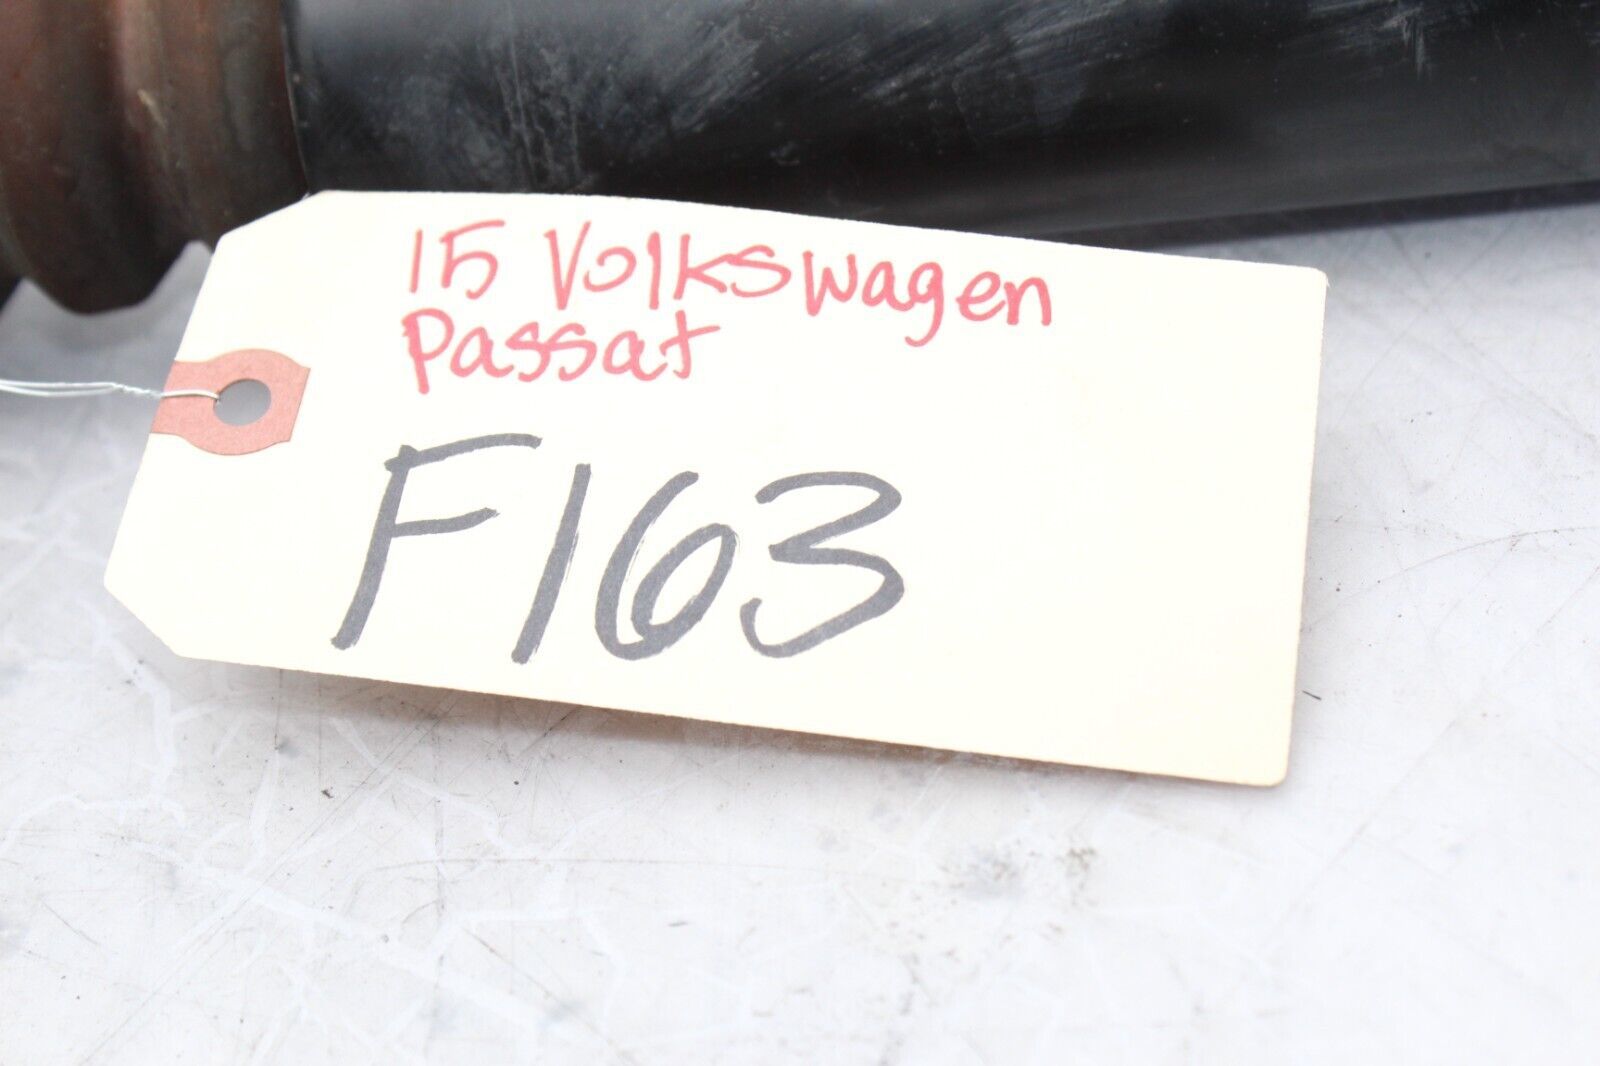 15 Volkswagen
Passat
F163